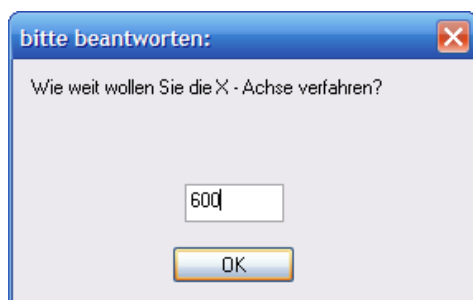 bitte beantworten:
Wie weit wollen Sie die X - Achse verfahren?
600
OK